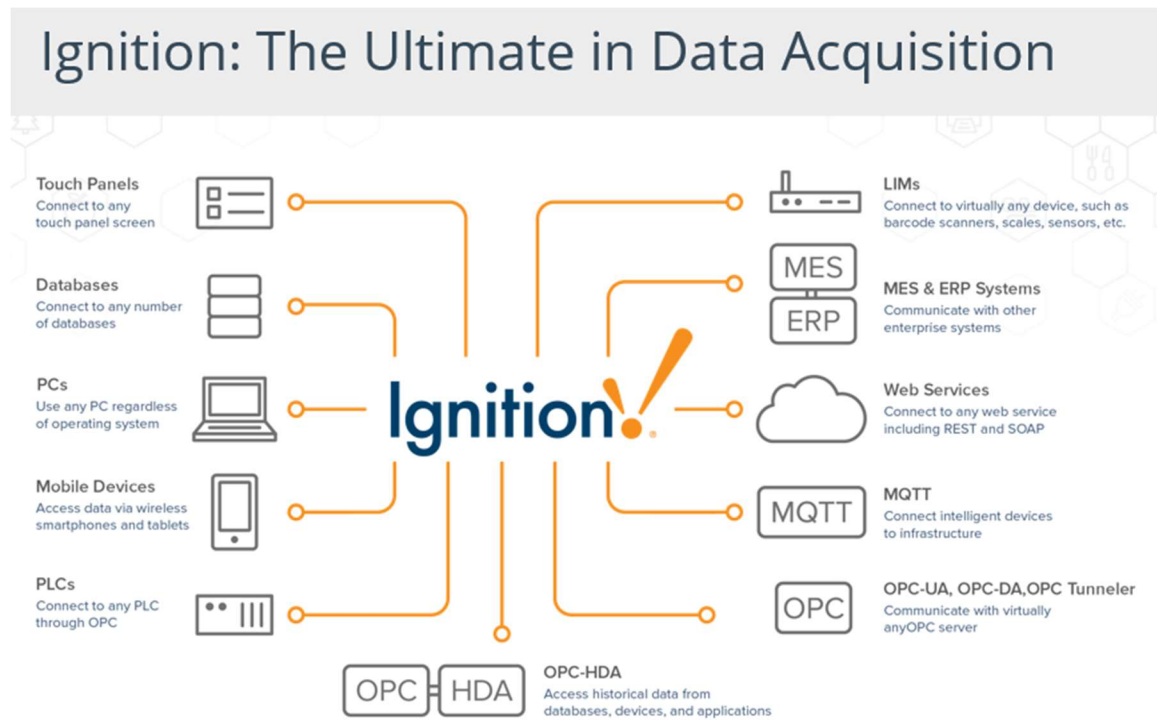 Ignition: The Ultimate in Data Acquisition
Touch Panels
Connect to any
touch panel screen
Databases
Connect to any number
of databases
PCs
Use any PC regardless
of operating system
Mobile Devices
Access data via wireless
smartphones and tablets
PLCs
Connect to any PLC
through OPC
Ignition
OPC
HDA
OPC-HDA
Access historical data from
databases, devices, and applications
LIMs
Connect to virtually any device, such as
barcode scanners, scales, sensors, etc.
MES
ERP
MES & ERP Systems
Communicate with other
enterprise systems
Web Services
Connect to any web service
including REST and SOAP
MQTT
MQTT
Connect intelligent devices
to infrastructure
OPC
OPC-UA, OPC-DA,OPC Tunneler
Communicate with virtually
anyOPC server